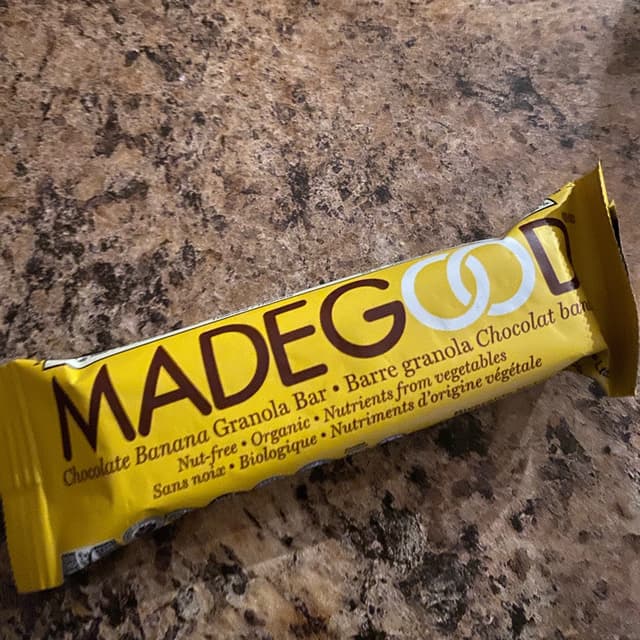 MADEGOOD
Chocolate Banana Granola Bar • Barre granola Chocolat ban
Nut-free • Organic • Nutrients from vegetables
Sans noix • Biologique • Nutriments d'origine végétale